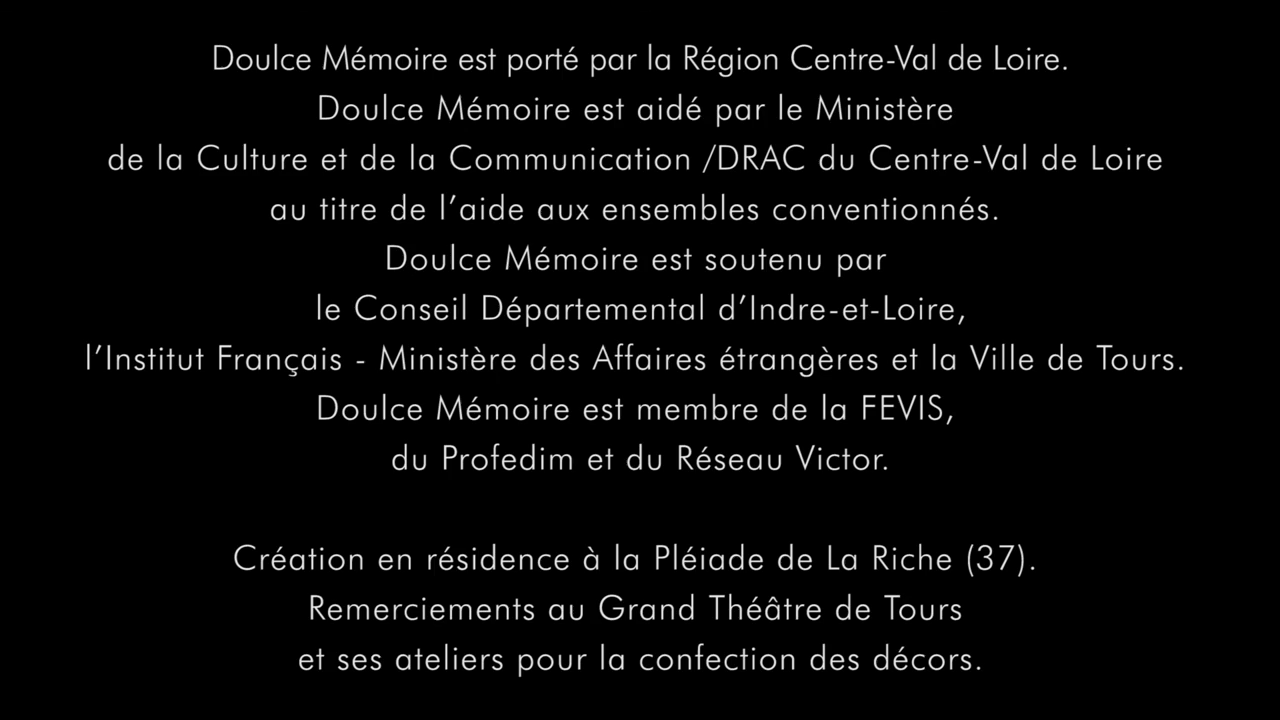 Doulce Mémoire est porté par la Région Centre-Val de Loire.
Doulce Mémoire est aidé par le Ministère
de la Culture et de la Communication /DRAC du Centre-Val de Loire
au titre de l’aide aux ensembles conventionnés.
Doulce Mémoire est soutenu par
le Conseil Départemental d’Indre-et-Loire,
l’Institut Français - Ministère des Affaires étrangères et la Ville de Tours.
Doulce Mémoire est membre de la FEVIS,
du Profedim et du Réseau Victor.
Création en résidence à la Pléiade de La Riche (37).
Remerciements au Grand Théâtre de Tours
et ses ateliers pour la confection des décors.